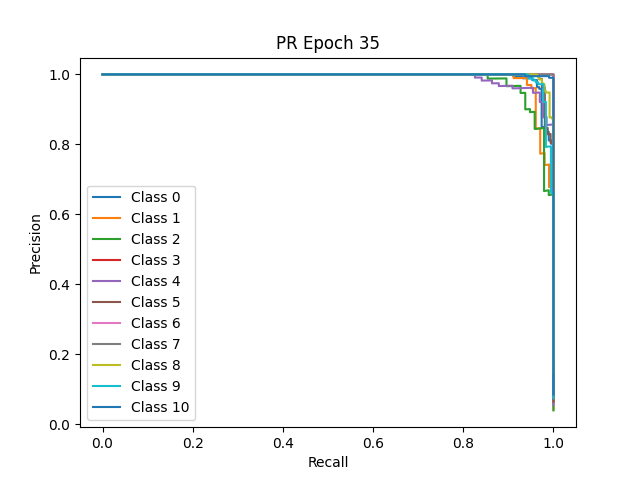 PR Epoch 35
1.0
0.8
0.6
0.4
0.2
0.0
Precision
Class 0
Class 1
Class 2
Class 3
Class 4
Class 5
Class 6
Class 7
Class 8
Class 9
Class 10
0.0 0.2 0.4 0.6 0.8 1.0
Recall